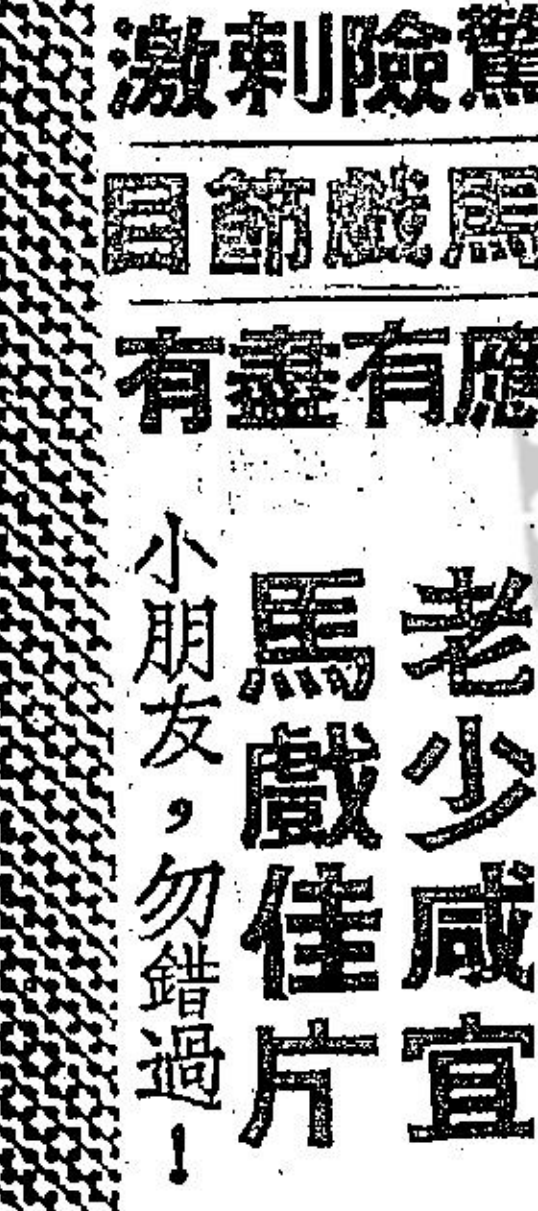 驚險刺激
馬戲節目
應有盡有
老少咸宜
馬戲佳片
小朋友，勿錯過！